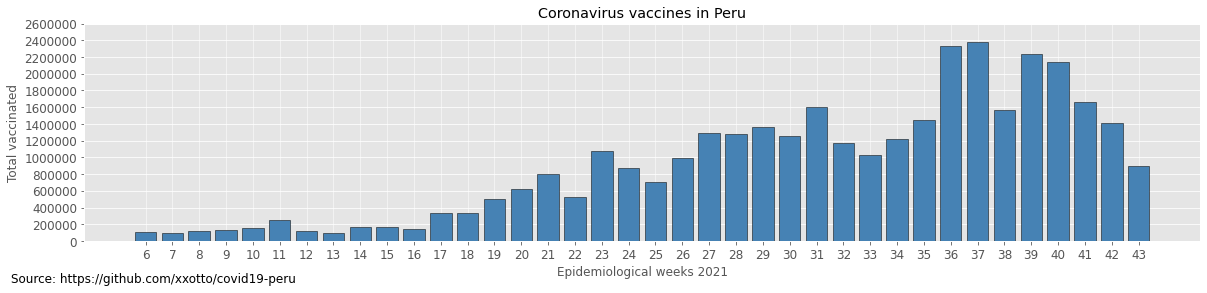 Coronavirus vaccines in Peru
2600000
2400000
2200000
2000000
1800000
1600000
1400000
1200000
1000000
800000
600000
400000
200000
0
Total vaccinated
6 7 8 9 10 11 12 13 14 15 16 17 18 19 20 21 22 23 24 25 26 27 28 29 30 31 32 33 34 35 36 37 38 39 40 41 42 43
Epidemiological weeks 2021
Source: https://github.com/xxotto/covid19-peru